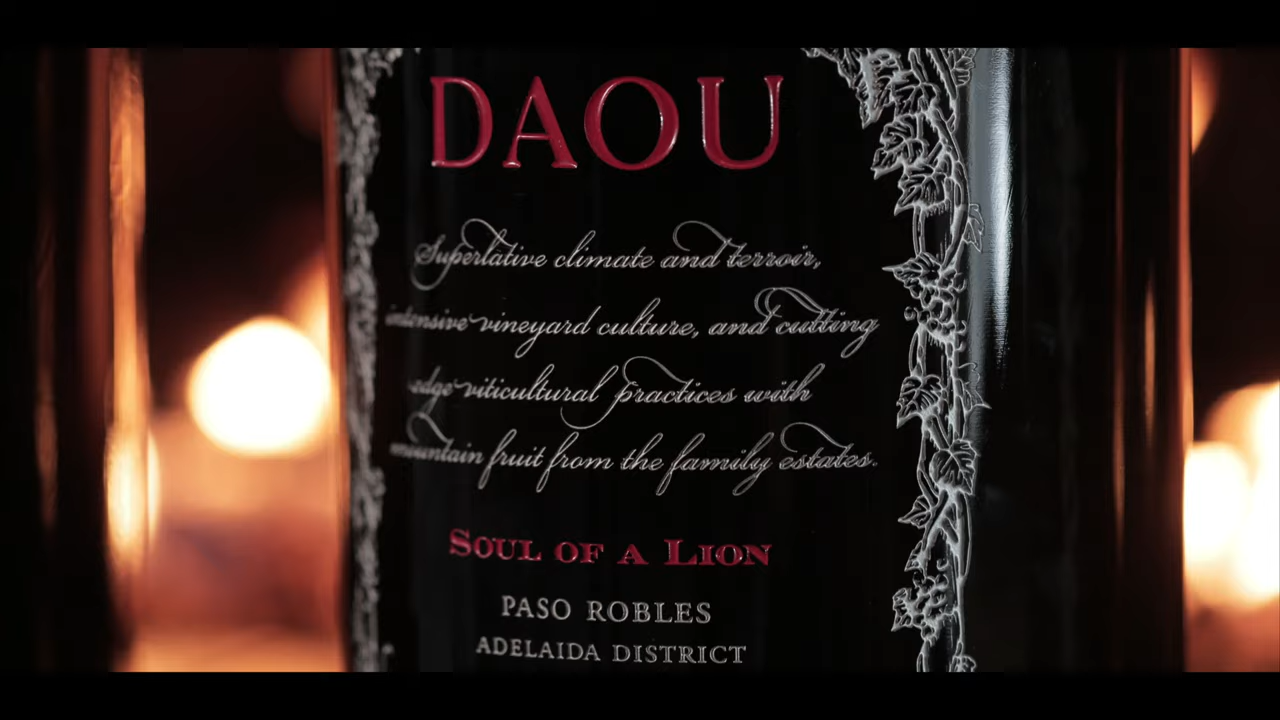 DAOU
Superlative climate and terroir,
intensive vineyard culture, and cutting
edge viticultural practices with
mountain fruit from the family estates.
SOUL OF A LION
PASO ROBLES
ADELAIDA DISTRICT